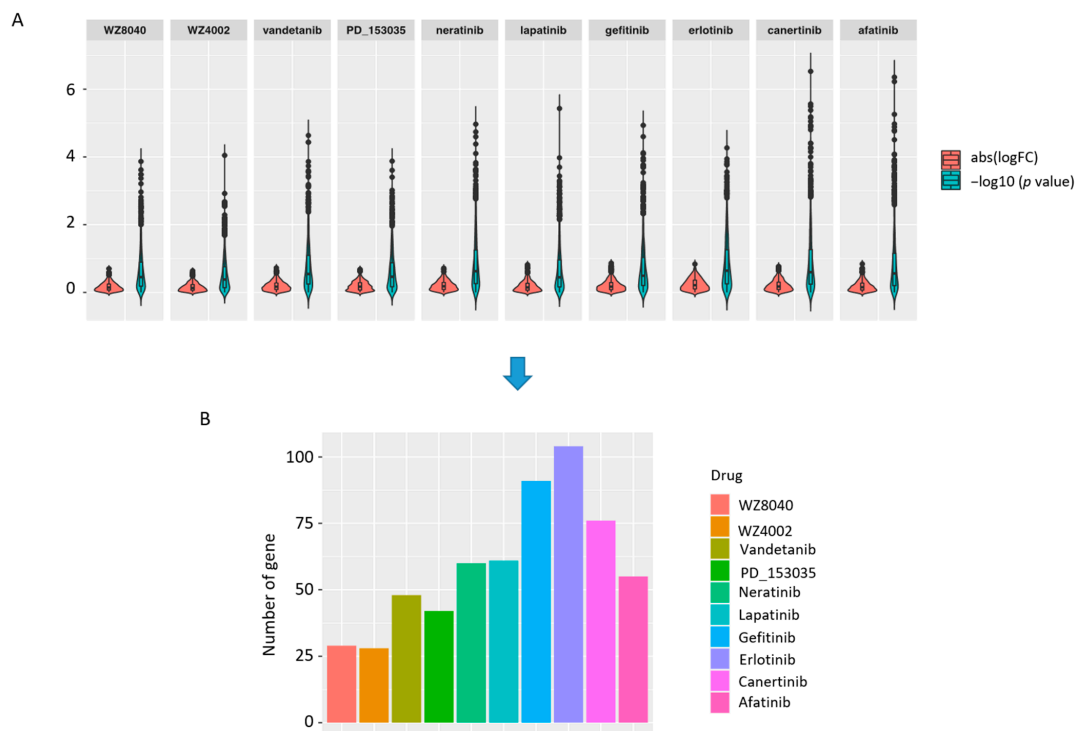 A
WZ8040 WZ4002 vandetanib PD_153035 neratinib lapatinib gefitinib erlotinib canertinib afatinib
6
4
2
0
abs(logFC)
−log10 (p value)
B
Number of gene
100
75
50
25
0
Drug
WZ8040
WZ4002
Vandetanib
PD_153035
Neratinib
Lapatinib
Gefitinib
Erlotinib
Canertinib
Afatinib